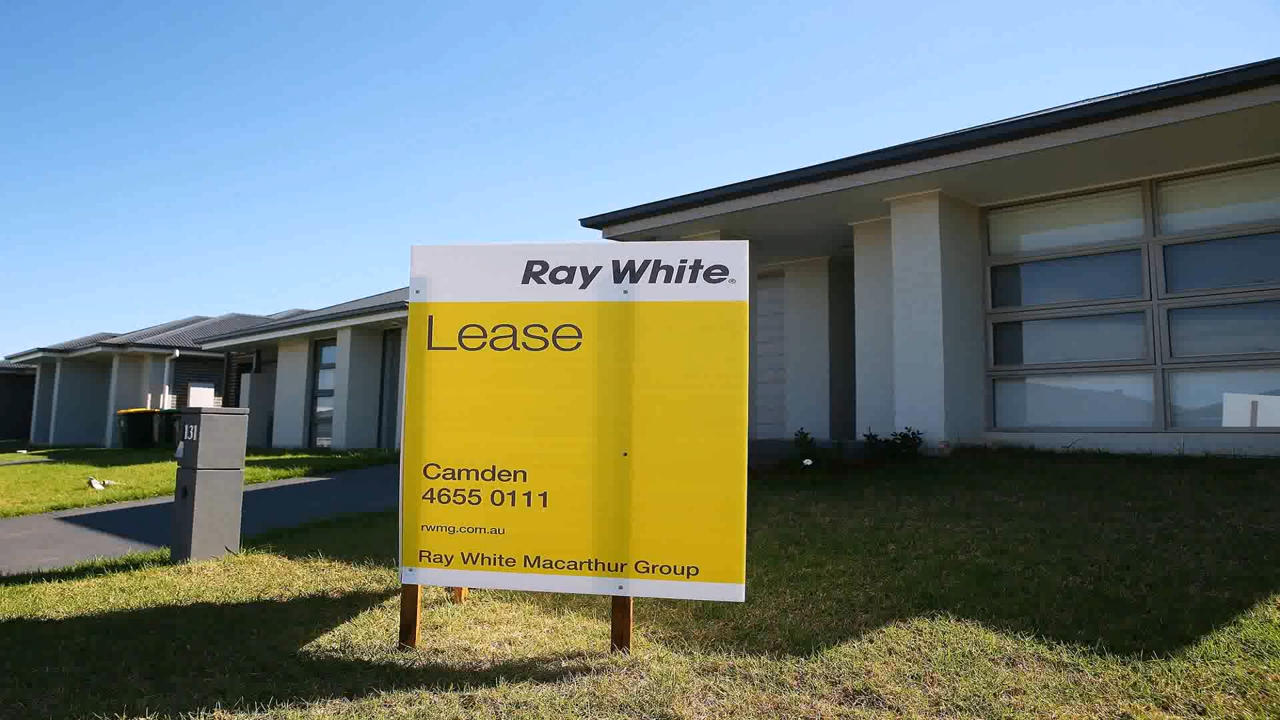 Ray White®
Lease
Camden
4655 0111
rwmg.com.au
Ray White Macarthur Group
131